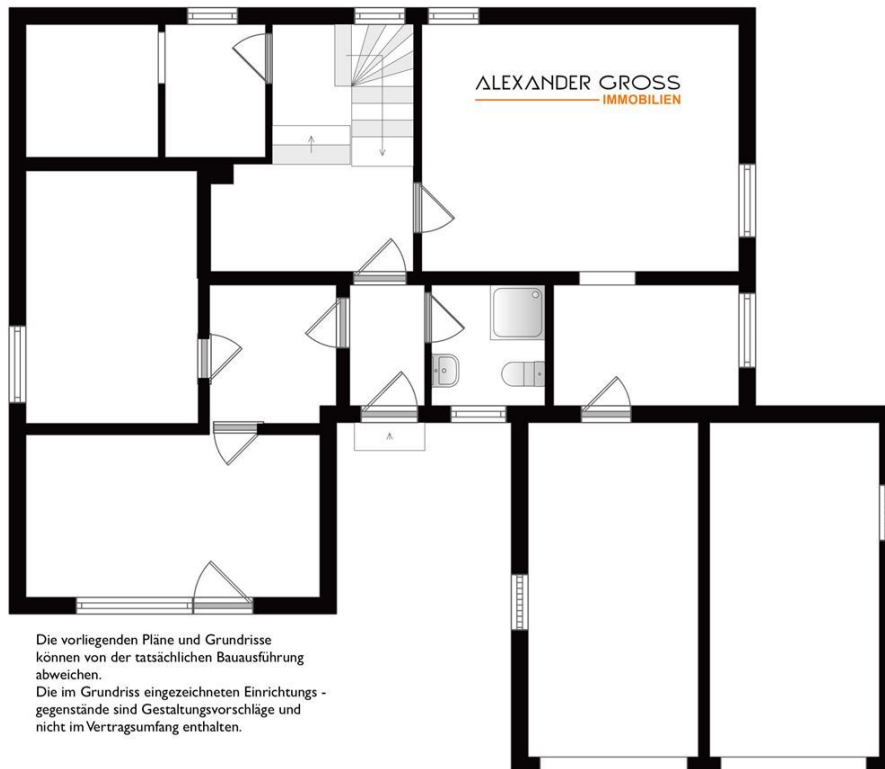 ALEXANDER GROSS
IMMOBILIEN
Die vorliegenden Pläne und Grundrisse
können von der tatsächlichen Bauausführung
abweichen.
Die im Grundriss eingezeichneten Einrichtungs -
gegenstände sind Gestaltungsvorschläge und
nicht im Vertragsumfang enthalten.